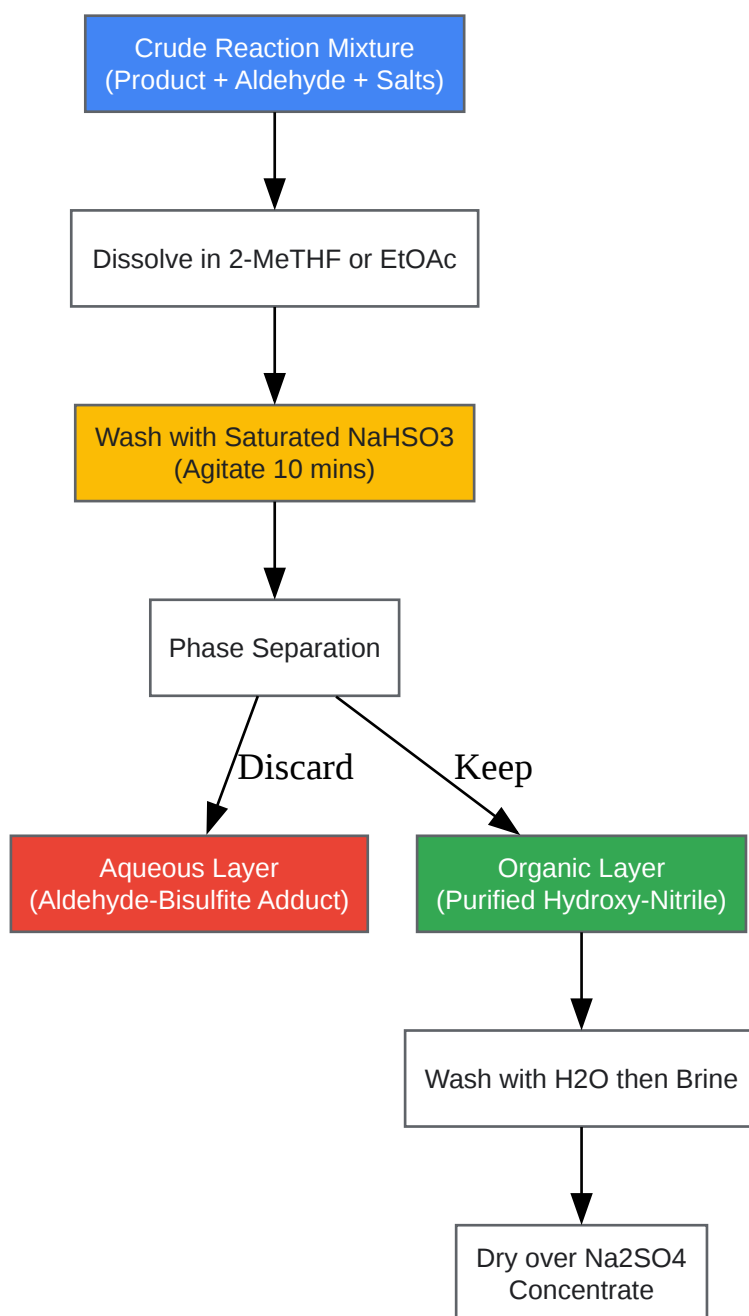 Crude Reaction Mixture
(Product + Aldehyde + Salts)
Dissolve in 2-MeTHF or EtOAc
Wash with Saturated NaHSO3
(Agitate 10 mins)
Phase Separation
Discard
Keep
Aqueous Layer
(Aldehyde-Bisulfite Adduct)
Organic Layer
(Purified Hydroxy-Nitrile)
Wash with H2O then Brine
Dry over Na2SO4
Concentrate